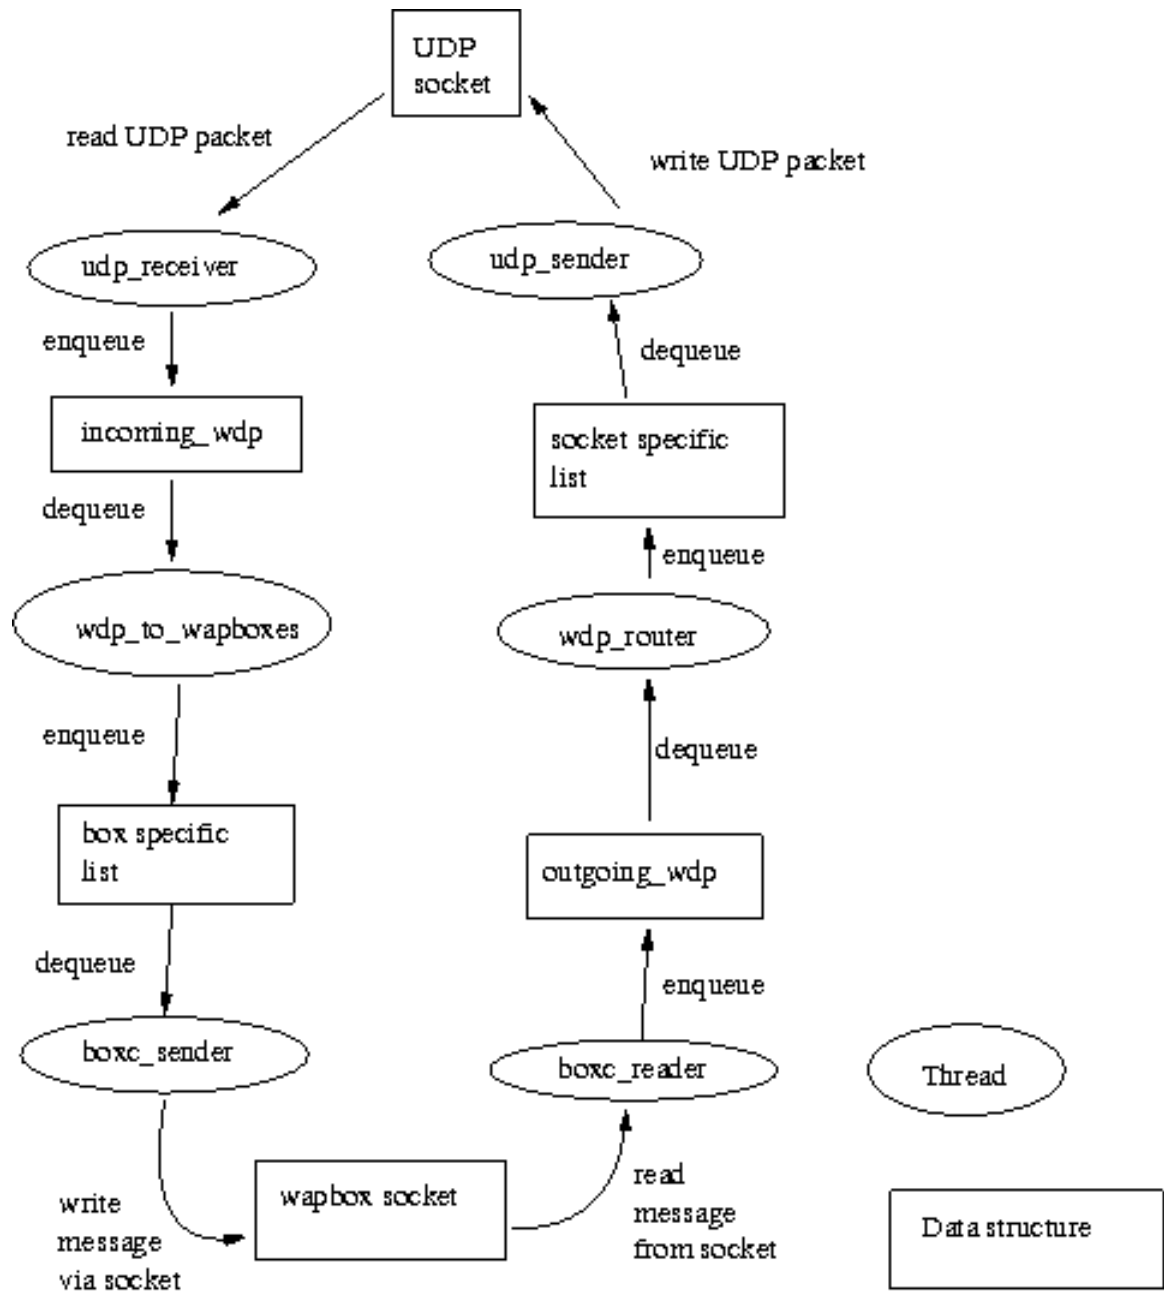 UDP
socket
read UDP packet
write UDP packet
udp_receiver
udp_sender
enqueue
dequeue
incoming_wdp
socket specific
list
dequeue
enqueue
wdp_to_wapboxes
wdp_router
enqueue
dequeue
box specific
list
outgoing_wdp
dequeue
enqueue
boxc_sender
boxc_reader
Thread
write
message
via socket
wapbox socket
read
message
from socket
Data structure